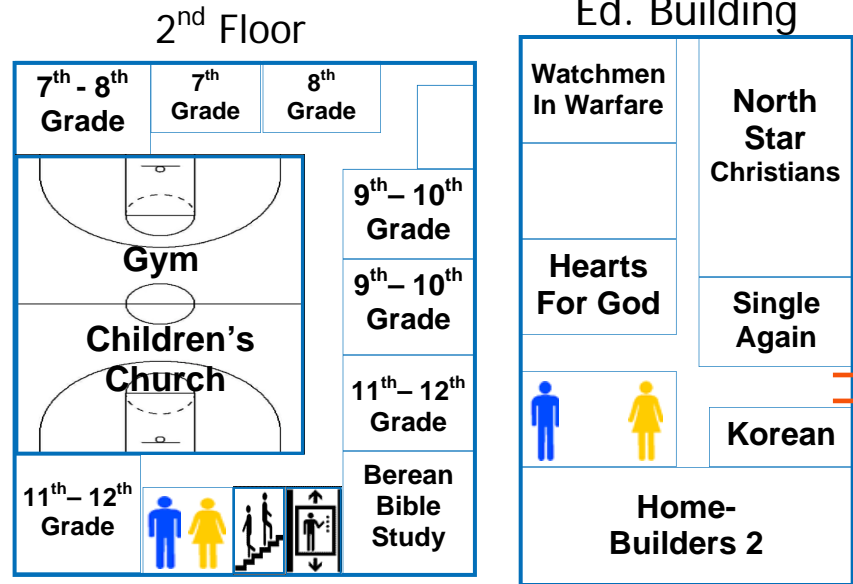 2nd Floor
7th - 8th
Grade
7th
Grade
8th
Grade
9th– 10th
Grade
Gym
9th– 10th
Grade
Children’s
Church
11th– 12th
Grade
11th– 12th
Grade
Berean
Bible
Study
Ed. Building
Watchmen
In Warfare
North
Star
Christians
Hearts
For God
Single
Again
Korean
Home-
Builders 2